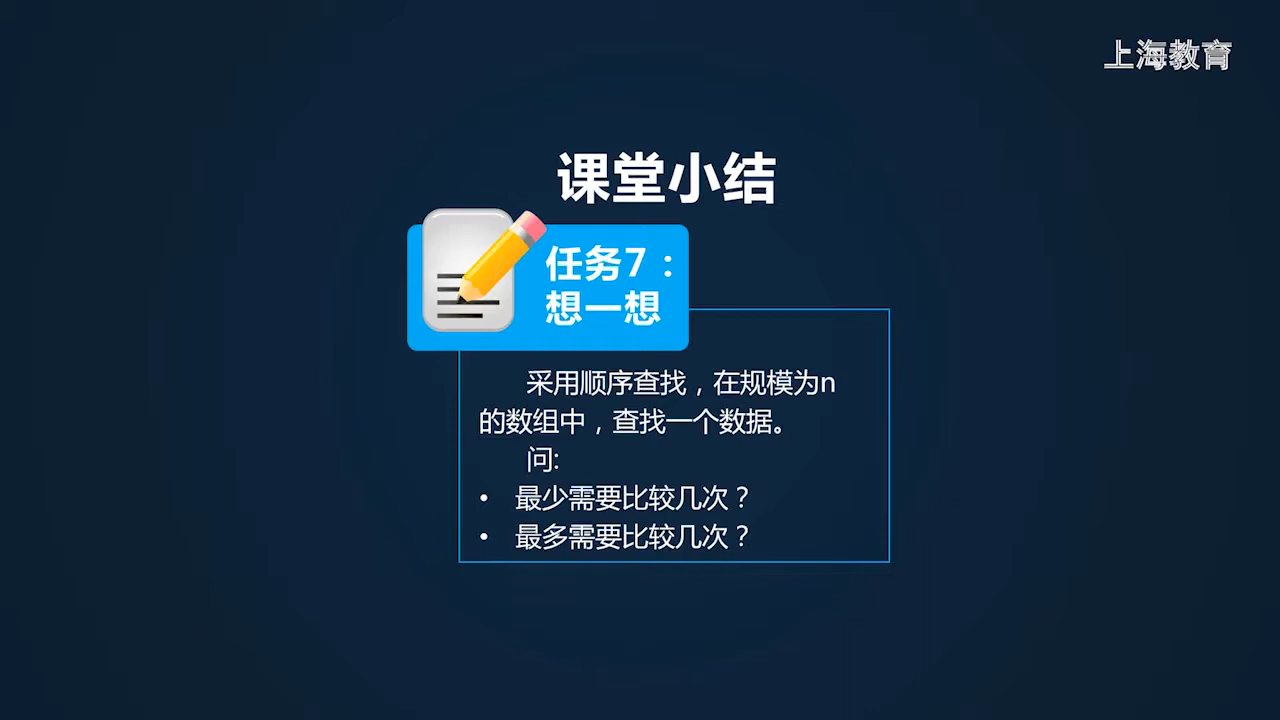 上海教育
课堂小结
任务7：
想一想
采用顺序查找，在规模为n
的数组中，查找一个数据。
问:
• 最少需要比较几次？
• 最多需要比较几次？